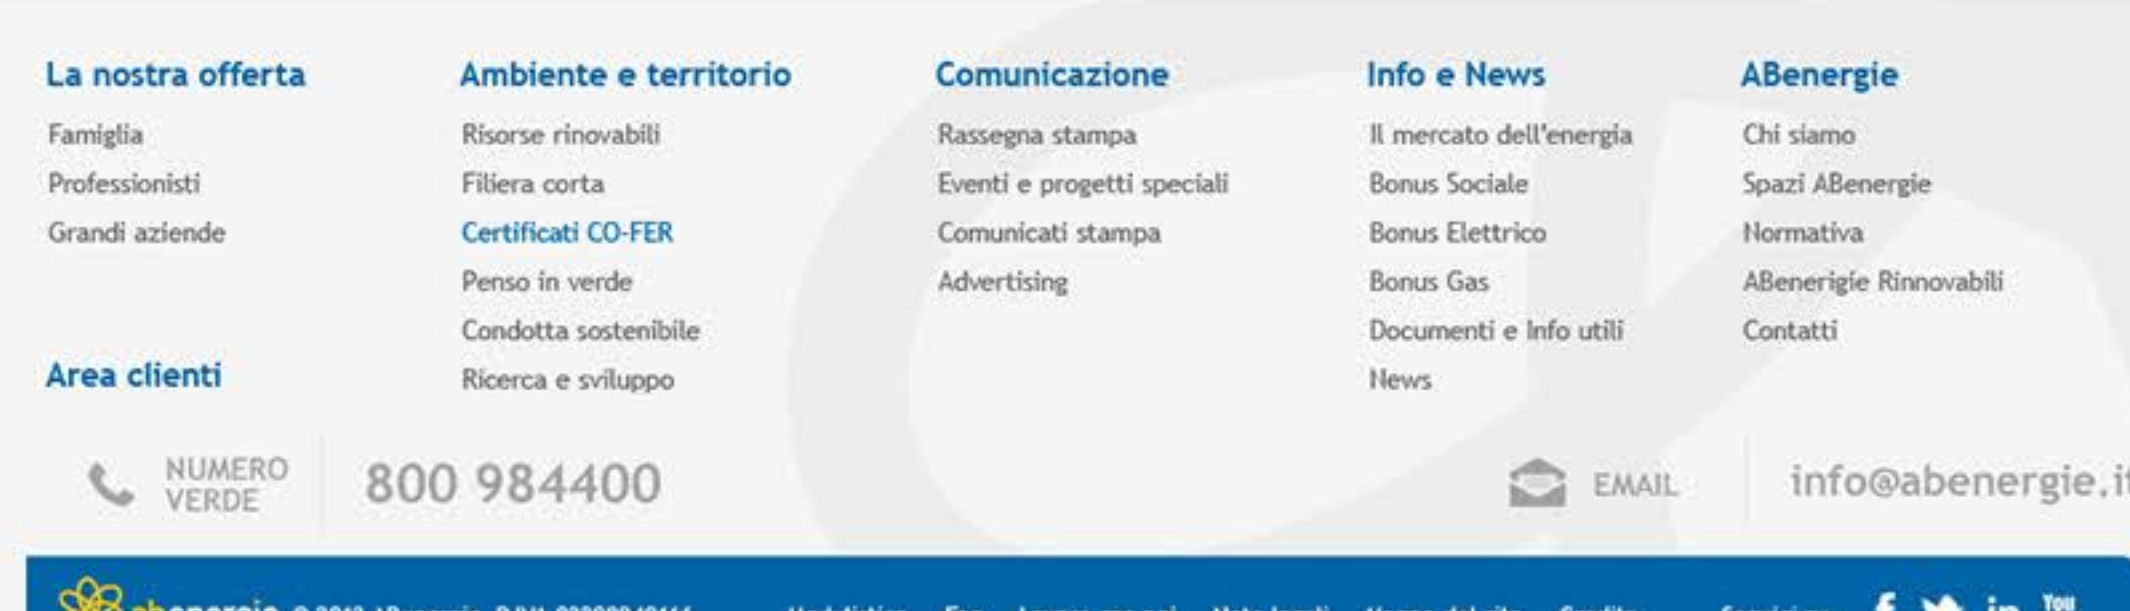 La nostra offerta
Famiglia
Professionisti
Grandi aziende
Area clienti
Ambiente e territorio
Risorse rinovabili
Filiera corta
Certificati CO-FER
Penso in verde
Condotta sostenibile
Ricerca e sviluppo
Comunicazione
Rassegna stampa
Eventi e progetti speciali
Comunicati stampa
Advertising
Info e News
Il mercato dell'energia
Bonus Sociale
Bonus Elettrico
Bonus Gas
Documenti e Info utili
News
ABenergie
Chi siamo
Spazi ABenergie
Normativa
ABenerigie Rinnovabili
Contatti
NUMERO
VERDE
800 984400
EMAIL
info@abenergie.it
abenergie
You